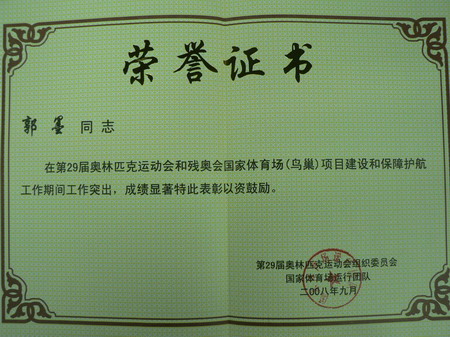 荣誉证书
郭墨 同志
在第29届奥林匹克运动会和残奥会国家体育场(鸟巢)项目建设和保障护航
工作期间工作突出，成绩显著特此表彰以资鼓励。
第29届奥林匹克运动会组织委员会
国家体育场运行团队
二00八年九月